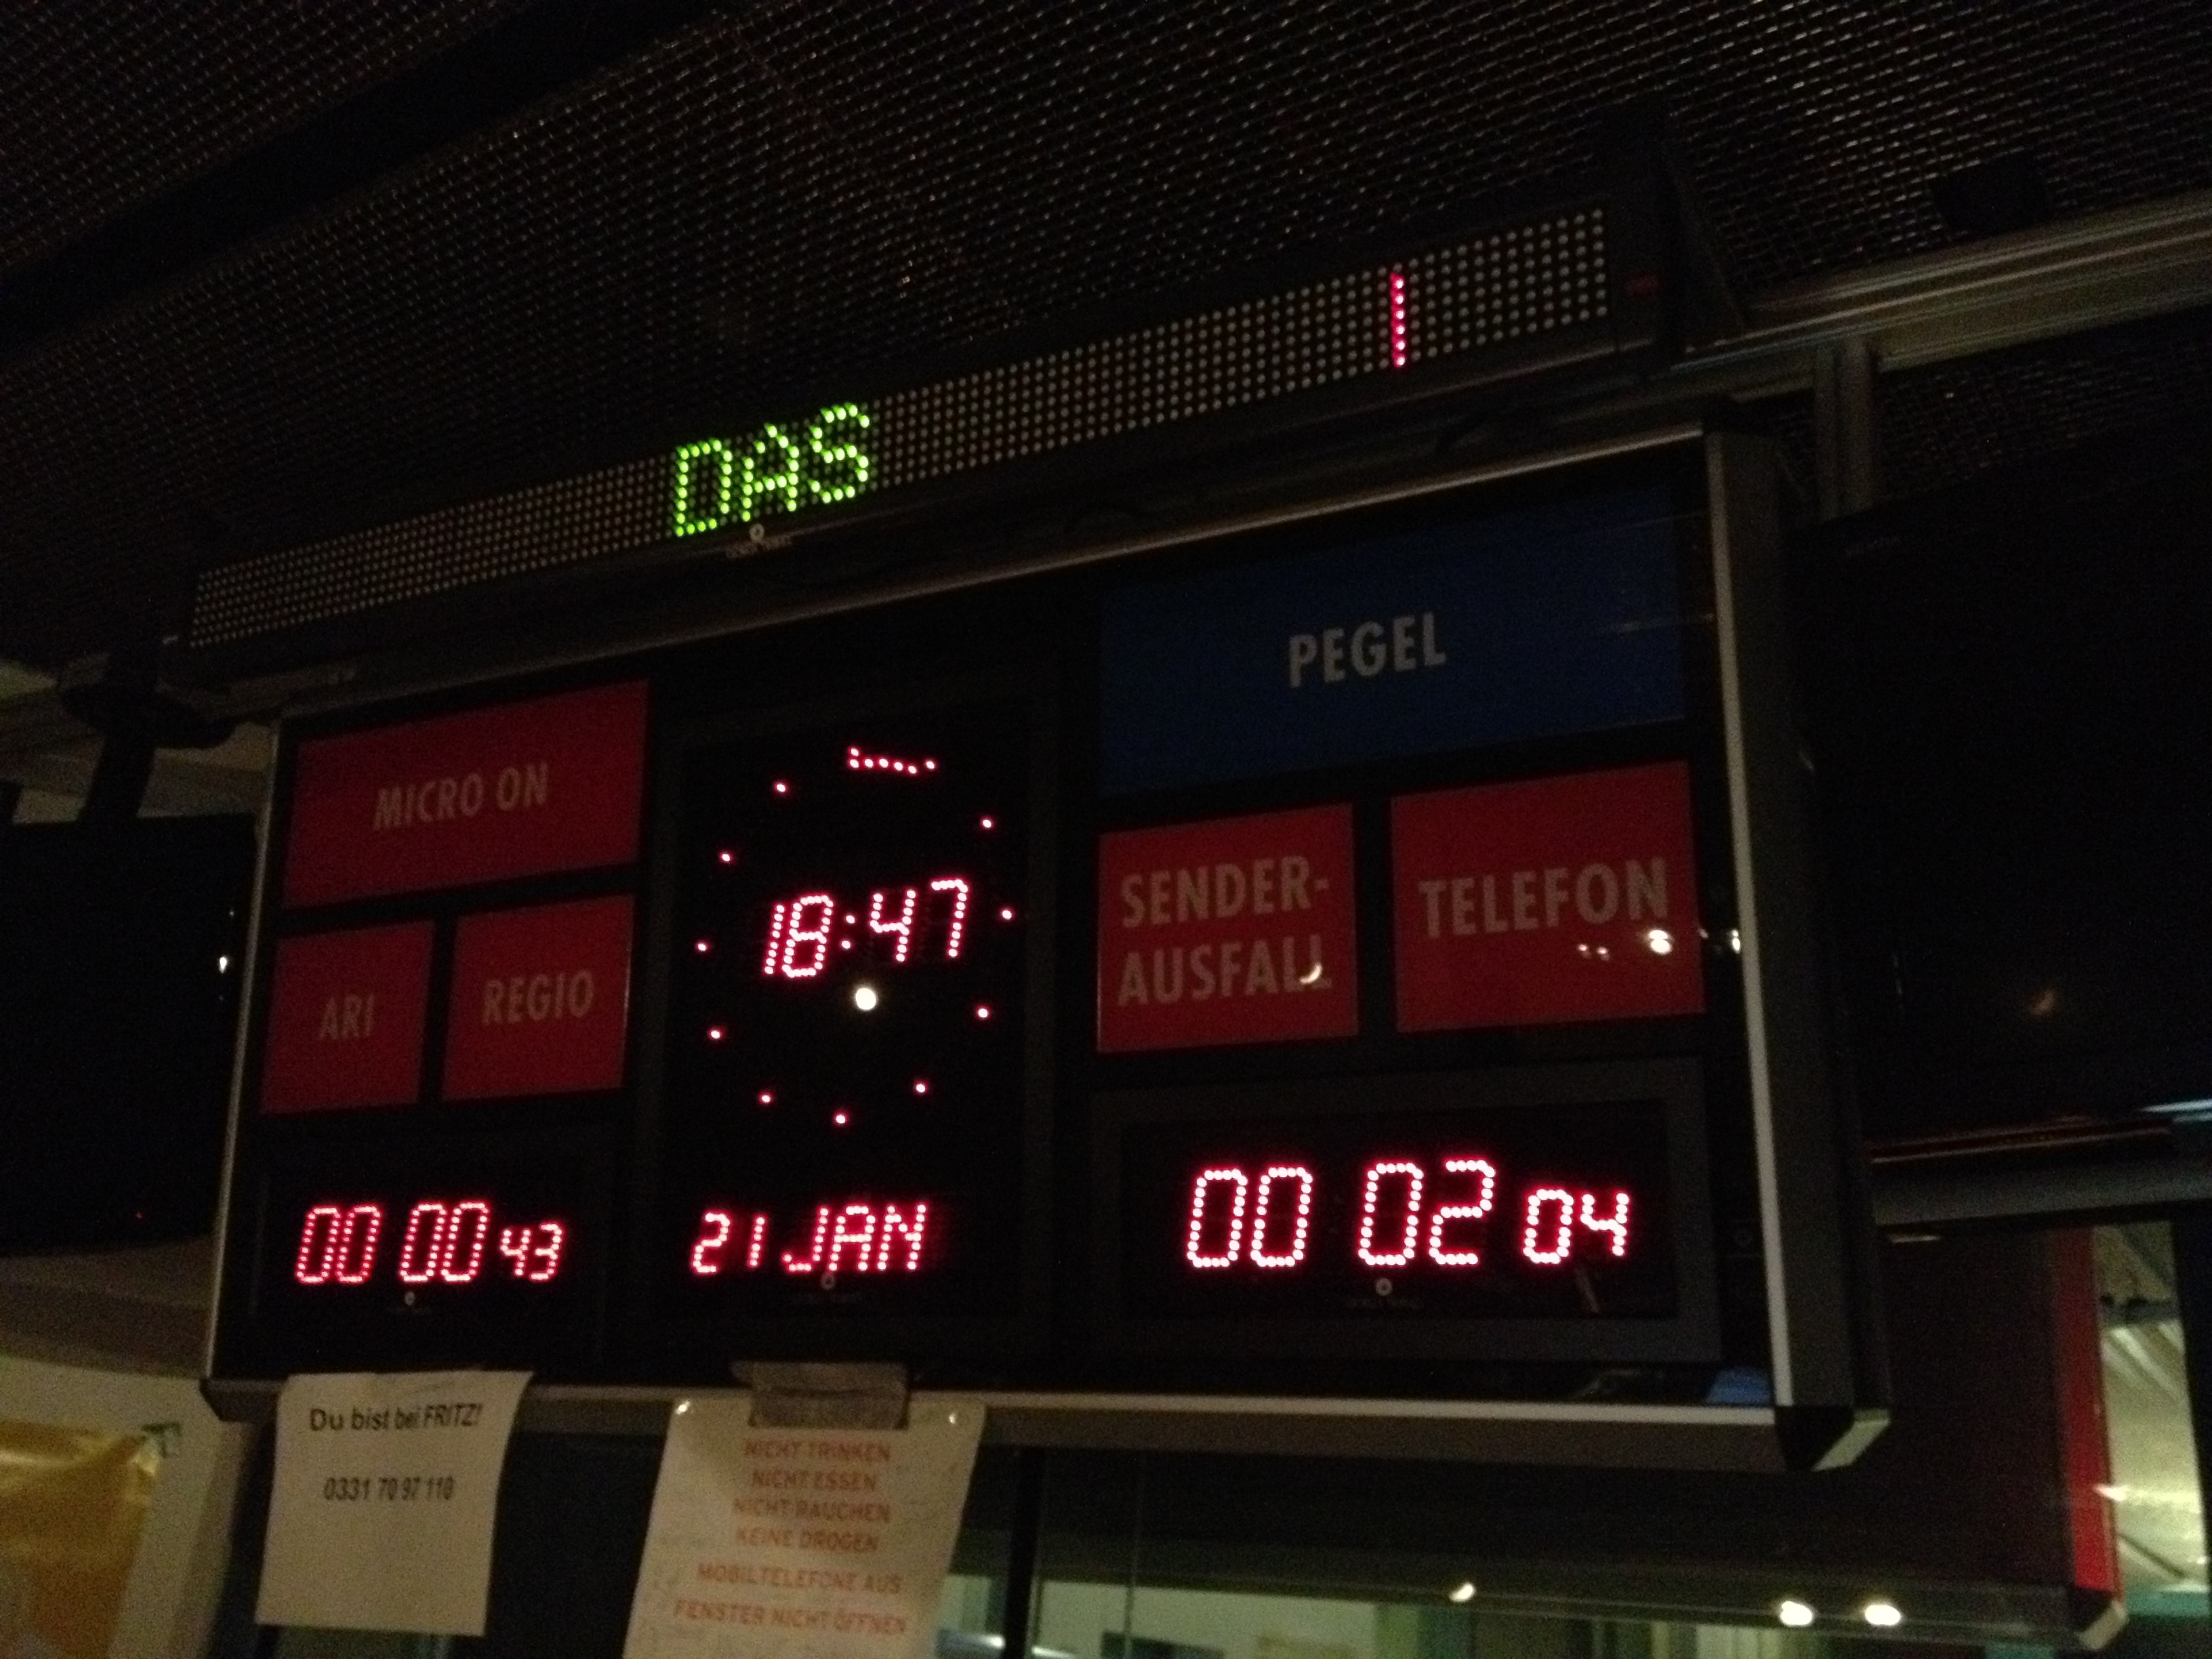 DAS
MICRO ON
PEGEL
ARI
REGIO
18:47
SENDER-
AUSFALL
TELEFON
00 00 43
21 JAN
00 02 04
Du bist bei FRITZ!
0331 70 97 110
NICHT TRINKEN
NICHT ESSEN
NICHT RAUCHEN
KEINE DROGEN
MOBILTELEFONE AUS
FENSTER NICHT ÖFFNEN